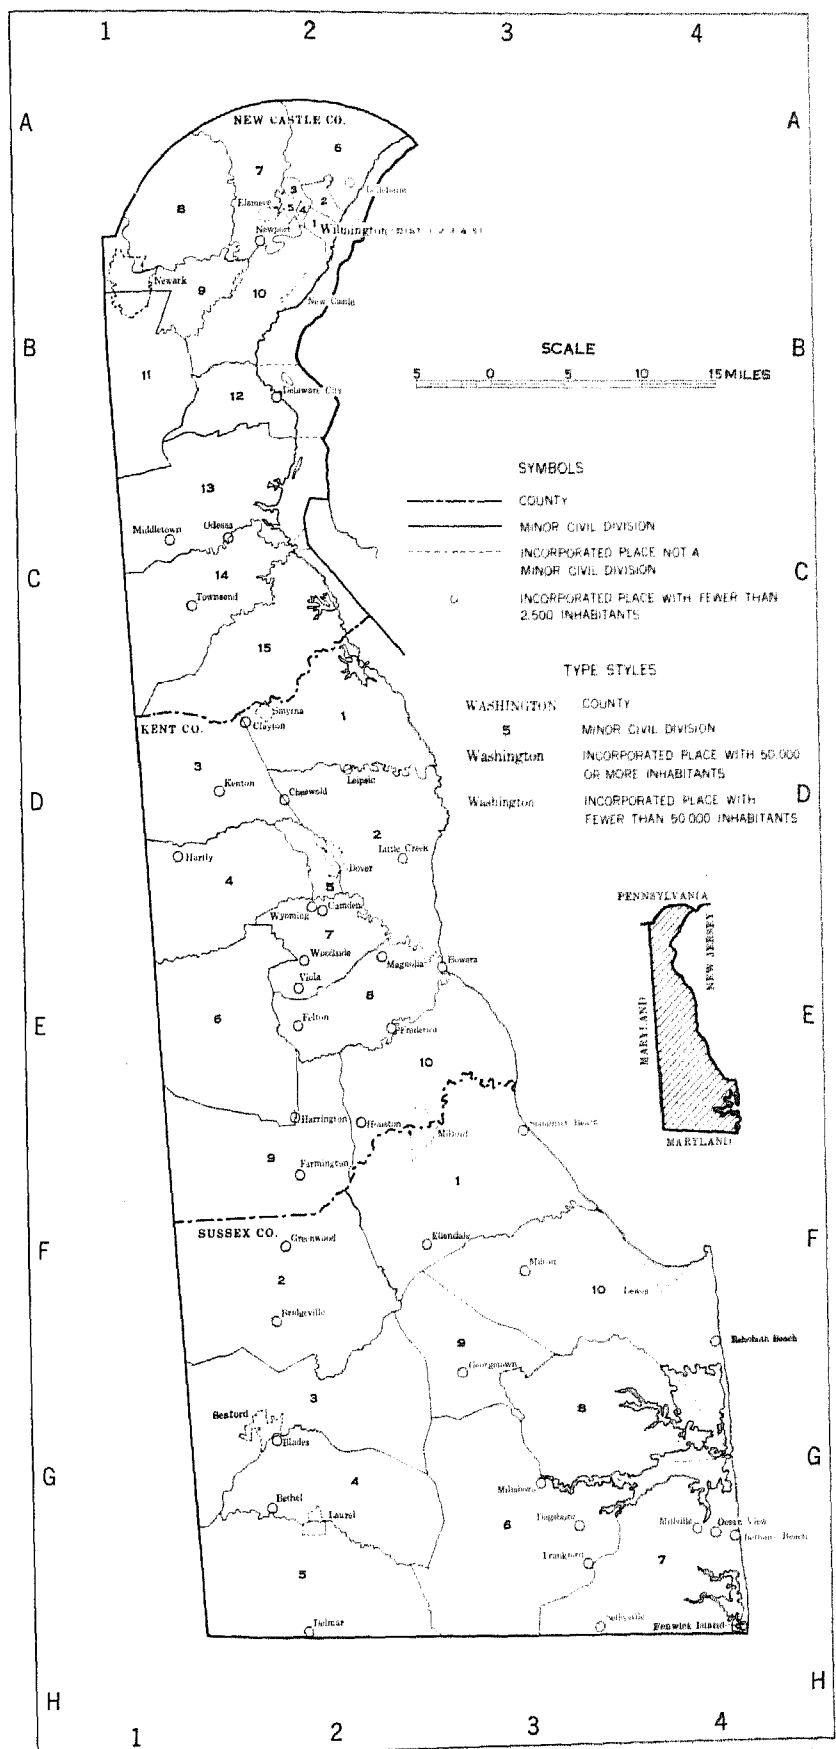 1 2 3 4
A A
NEW CASTLE CO.
6
7
8
3
2
5 4
1
Elsmere
Bellefonte
Newport
Wilmington
Newark
9
10
New Castle
B B
11
12
Delaware City
SCALE
5 0 5 10 15 MILES
SYMBOLS
COUNTY
MINOR CIVIL DIVISION
INCORPORATED PLACE NOT A
MINOR CIVIL DIVISION
INCORPORATED PLACE WITH FEWER THAN
2,500 INHABITANTS
13
Middletown
Odessa
C C
14
Townsend
15
TYPE STYLES
WASHINGTON COUNTY
5 MINOR CIVIL DIVISION
Washington INCORPORATED PLACE WITH 50,000
OR MORE INHABITANTS
Washington INCORPORATED PLACE WITH
FEWER THAN 50,000 INHABITANTS
Smyrna
1
Clayton
KENT CO.
3
Kenton
Leipsic
Cheswold
D D
2
Little Creek
Hartly
Dover
4
5
Wyoming
Camden
7
Woodside
Magnolia
Bowers
Viola
8
6
Felton
Frederica
E E
10
Harrington
Houston
Milford
Slaughter Beach
9
Farmington
1
PENNSYLVANIA
NEW JERSEY
MARYLAND
MARYLAND
SUSSEX CO.
F F
Greenwood
Ellendale
2
Milton
10
Lewes
Bridgeville
9
Rehoboth Beach
Georgetown
3
8
Seaford
Blades
G G
4
Millsboro
Bethel
Laurel
6
Dagsboro
Millville
Ocean View
Bethany Beach
Frankford
7
5
Delmar
Selbyville
Fenwick Island
H H
1 2 3 4